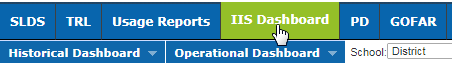 SLDS TRL Usage Reports IIS Dashboard PD GOFAR
Historical Dashboard Operational Dashboard School: District